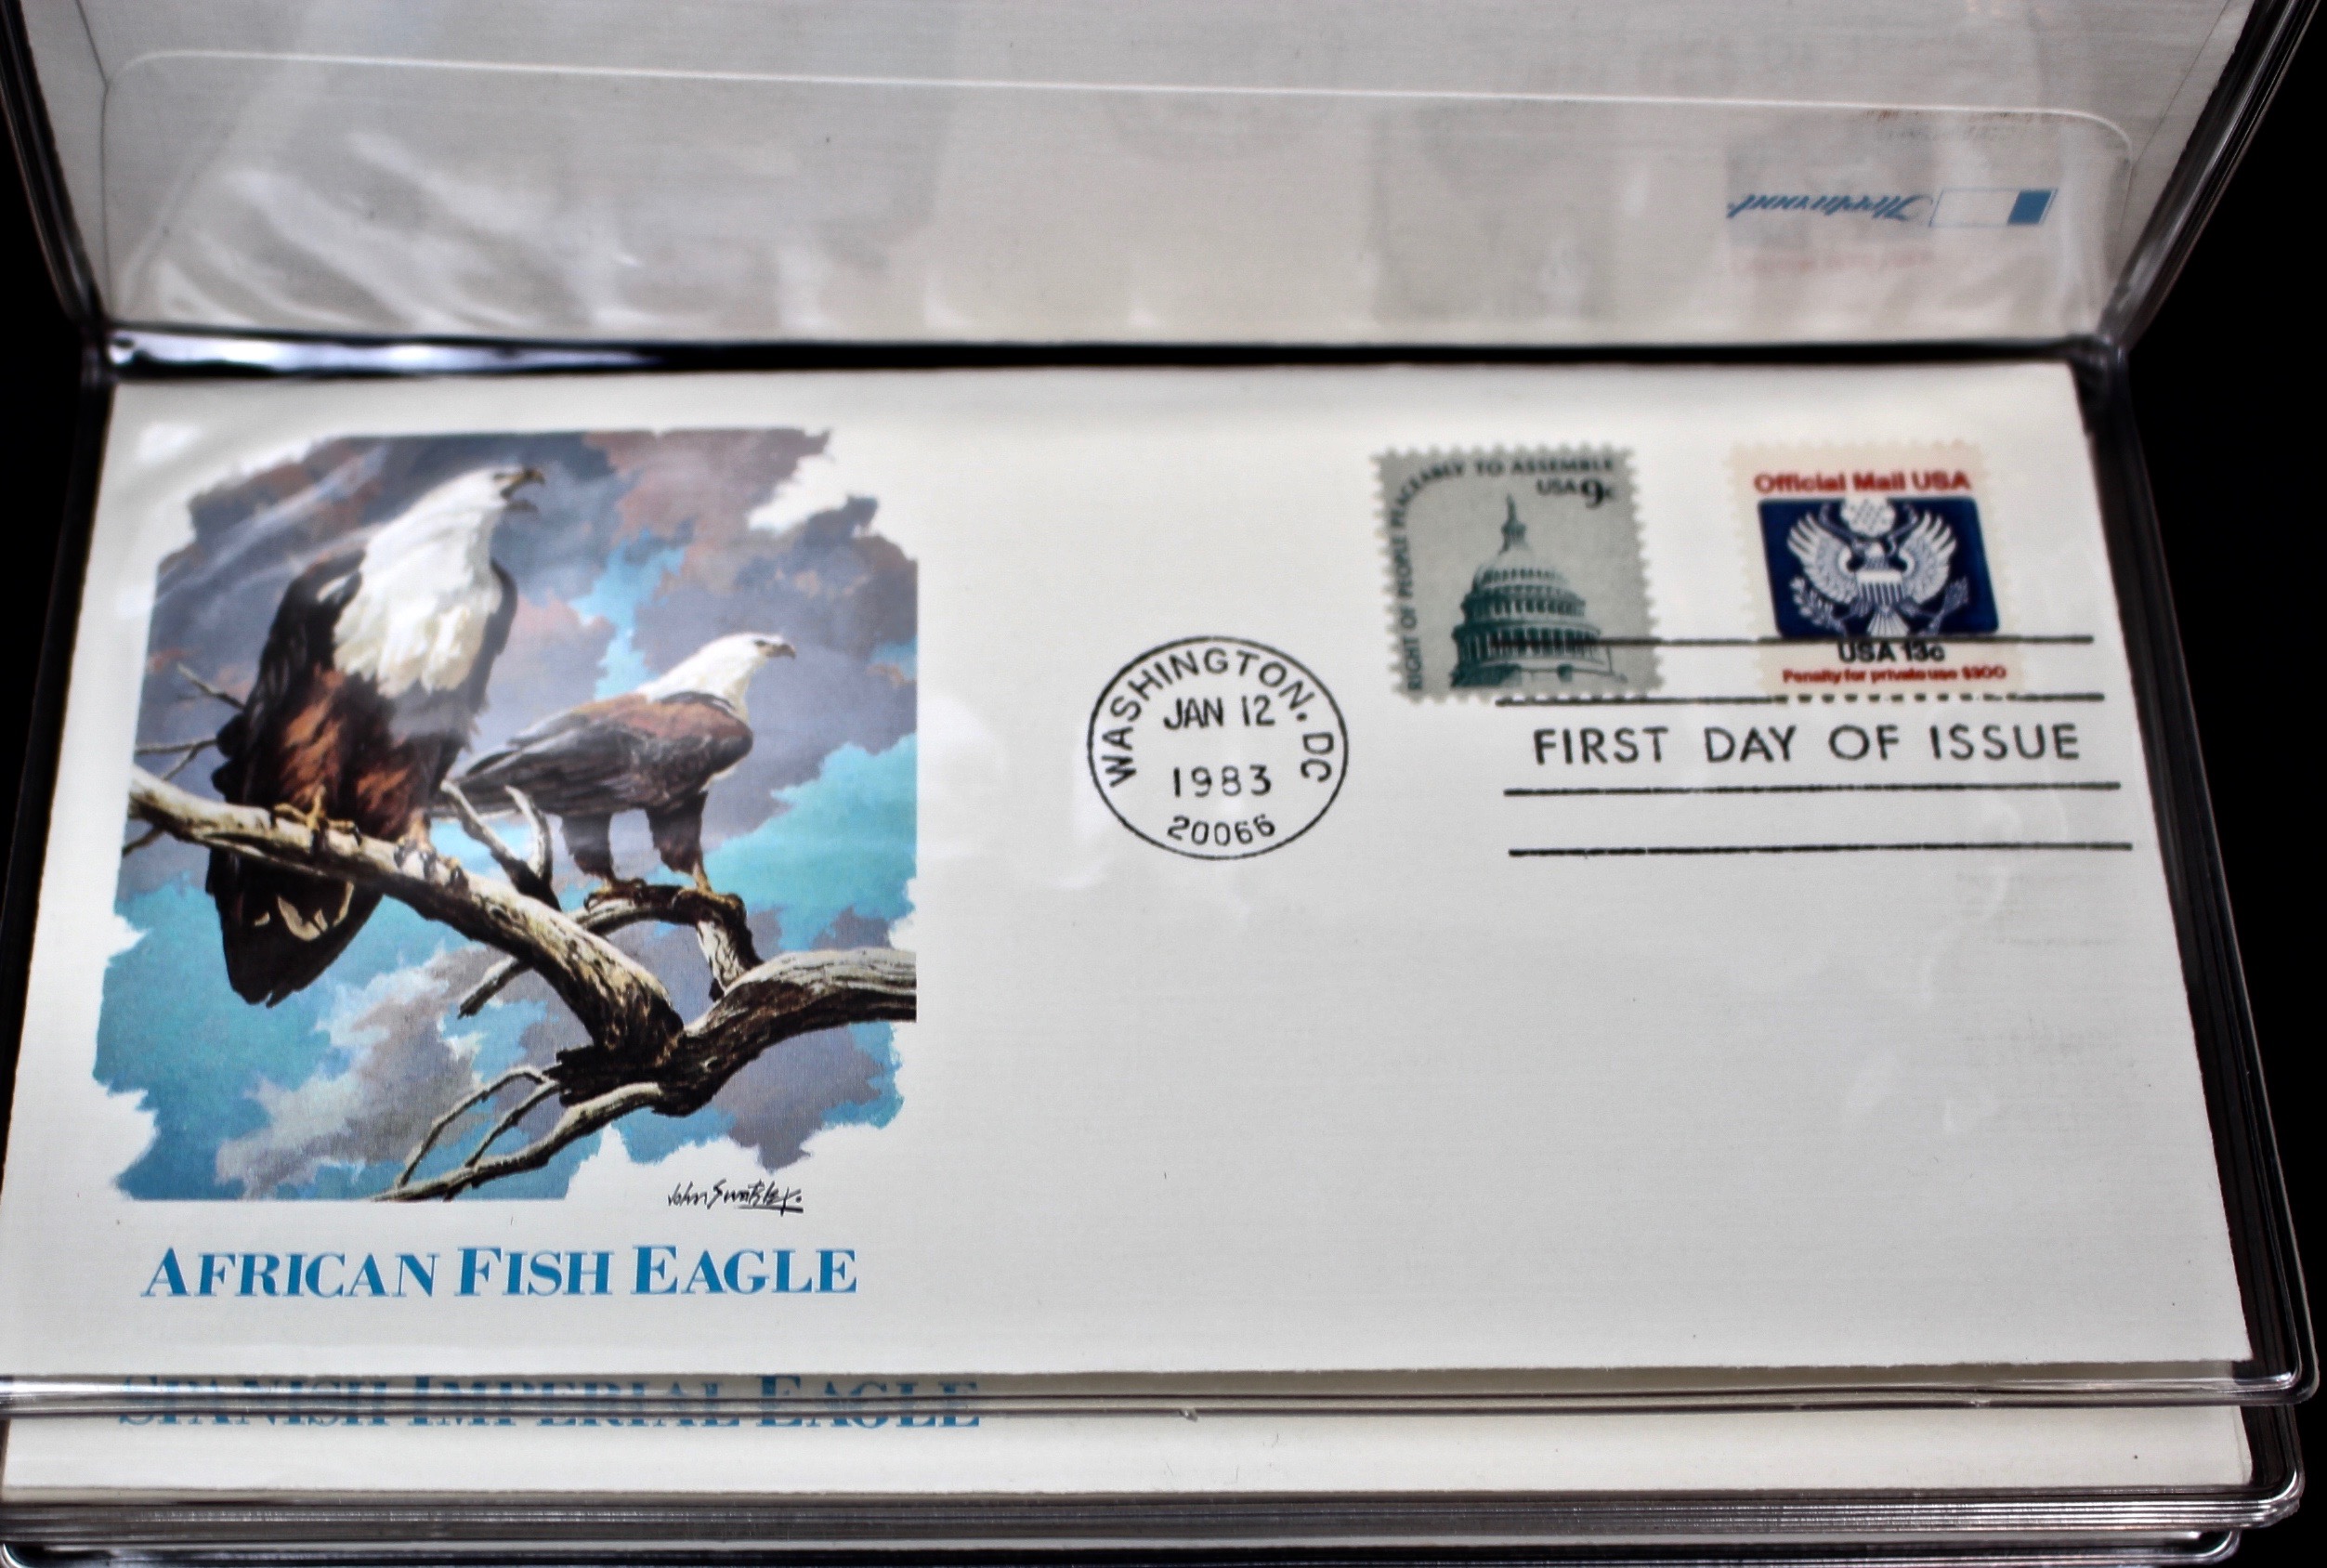 Fleetwood
RIGHT OF PEOPLE PEACEABLY TO ASSEMBLE
USA 9c
Official Mail USA
USA 13c
Penalty for private use $300
WASHINGTON, DC
JAN 12
1983
20066
FIRST DAY OF ISSUE
AFRICAN FISH EAGLE
SPANISH IMPERIAL EAGLE